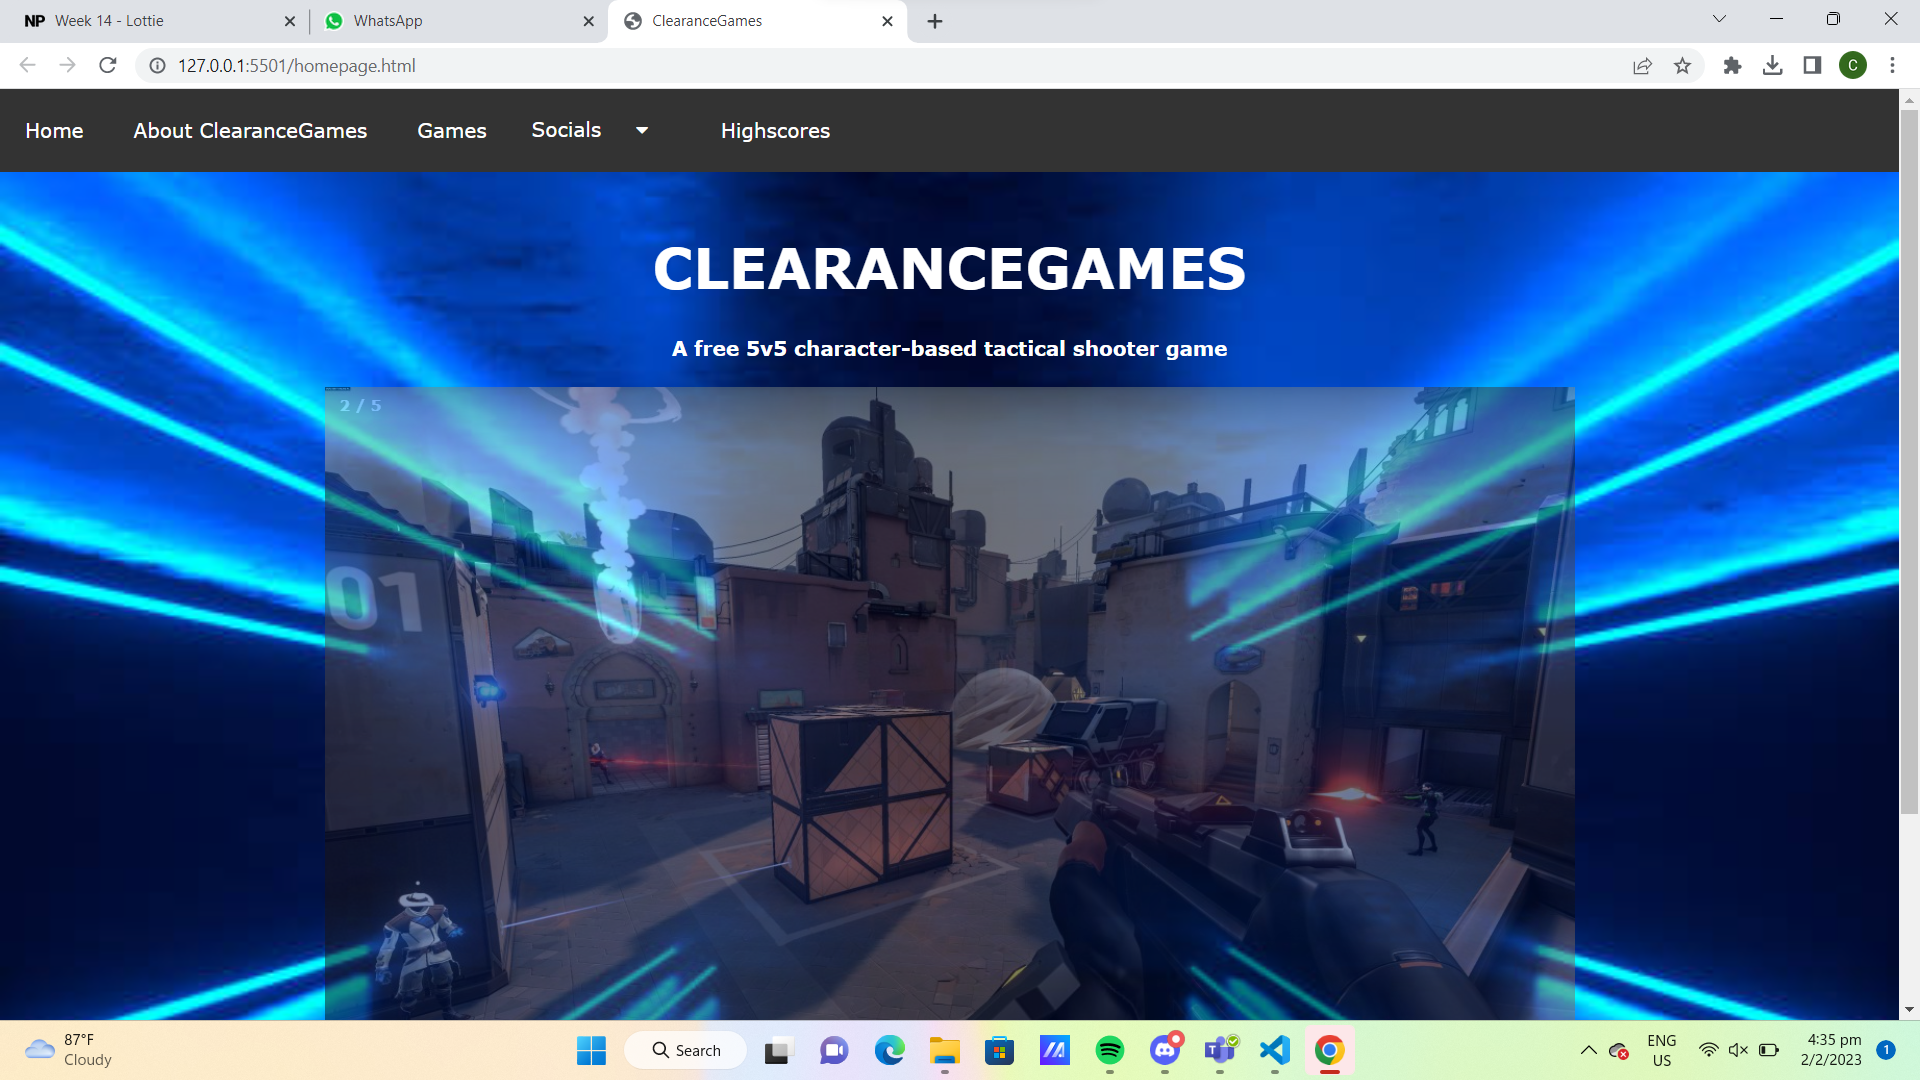 NP Week 14 - Lottie
WhatsApp
ClearanceGames
127.0.0.1:5501/homepage.html
C
Home
About ClearanceGames
Games
Socials
Highscores
CLEARANCEGAMES
A free 5v5 character-based tactical shooter game
2 / 5
01
87°F
Cloudy
Search
ENG
US
4:35 pm
2/2/2023
1